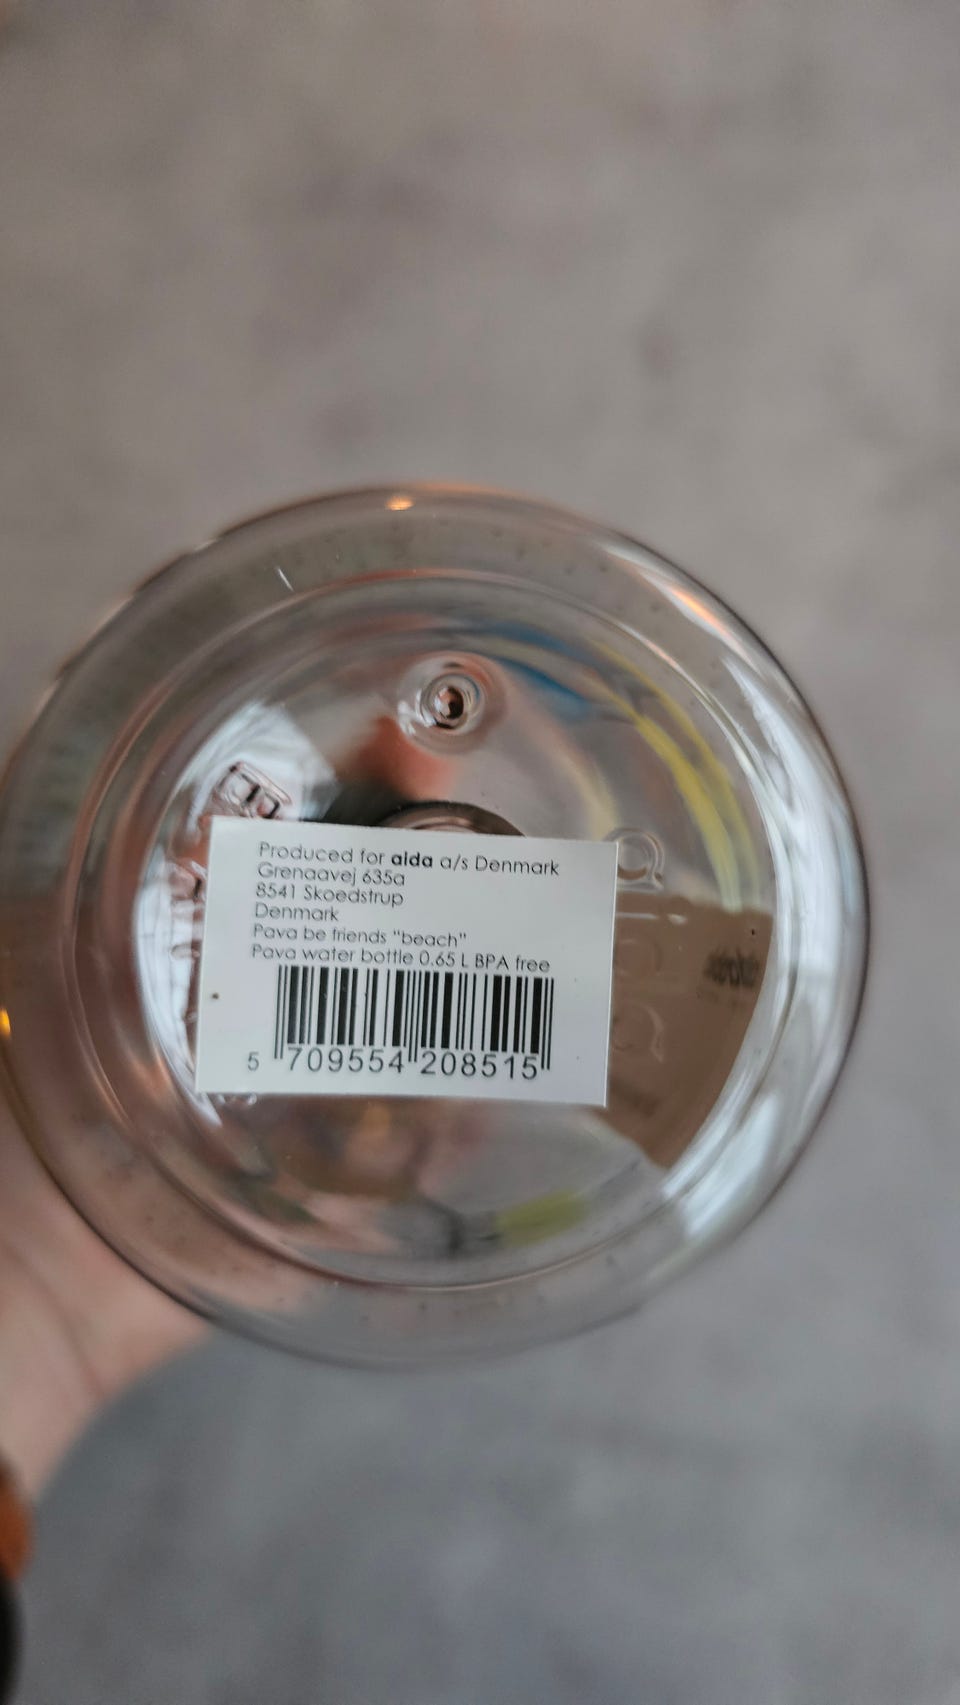 Produced for aida a/s Denmark
Grenaavej 635a
8541 Skoedstrup
Denmark
Pava be friends "beach"
Pava water bottle 0.65 L BPA free
5 709554 208515